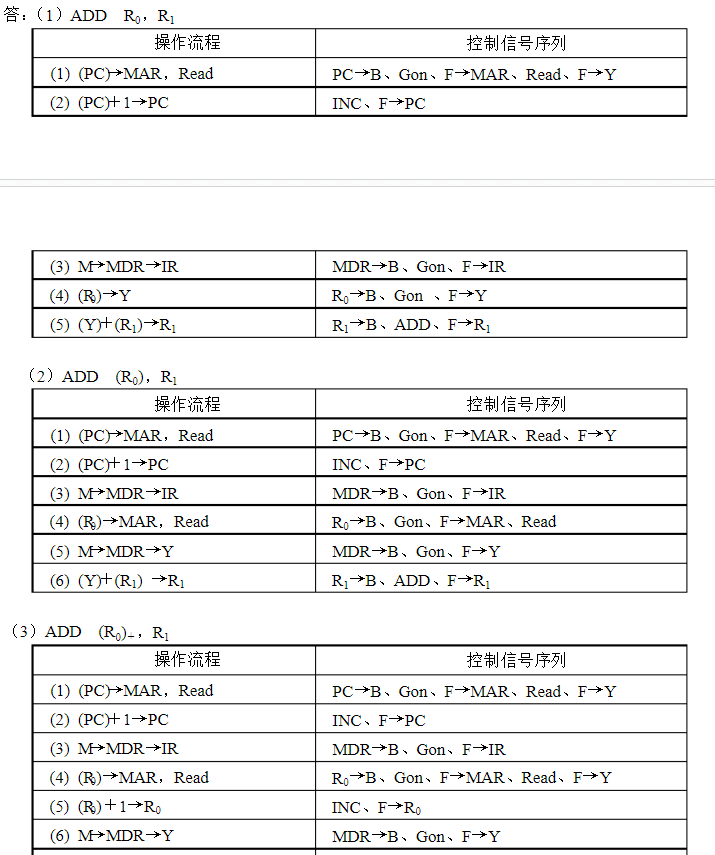 答：（1）ADD R₀，R₁
操作流程 控制信号序列
(1) (PC)→MAR，Read PC→B、Gon、F→MAR、Read、F→Y
(2) (PC)+1→PC INC、F→PC
(3) M→MDR→IR MDR→B、Gon、F→IR
(4) (R₀)→Y R₀→B、Gon 、F→Y
(5) (Y)+(R₁)→R₁ R₁→B、ADD、F→R₁
（2）ADD (R₀)，R₁
操作流程 控制信号序列
(1) (PC)→MAR，Read PC→B、Gon、F→MAR、Read、F→Y
(2) (PC)+1→PC INC、F→PC
(3) M→MDR→IR MDR→B、Gon、F→IR
(4) (R₀)→MAR，Read R₀→B、Gon、F→MAR、Read
(5) M→MDR→Y MDR→B、Gon、F→Y
(6) (Y)+(R₁) →R₁ R₁→B、ADD、F→R₁
（3）ADD (R₀)₊，R₁
操作流程 控制信号序列
(1) (PC)→MAR，Read PC→B、Gon、F→MAR、Read、F→Y
(2) (PC)+1→PC INC、F→PC
(3) M→MDR→IR MDR→B、Gon、F→IR
(4) (R₀)→MAR，Read R₀→B、Gon、F→MAR、Read、F→Y
(5) (R₀)+1→R₀ INC、F→R₀
(6) M→MDR→Y MDR→B、Gon、F→Y